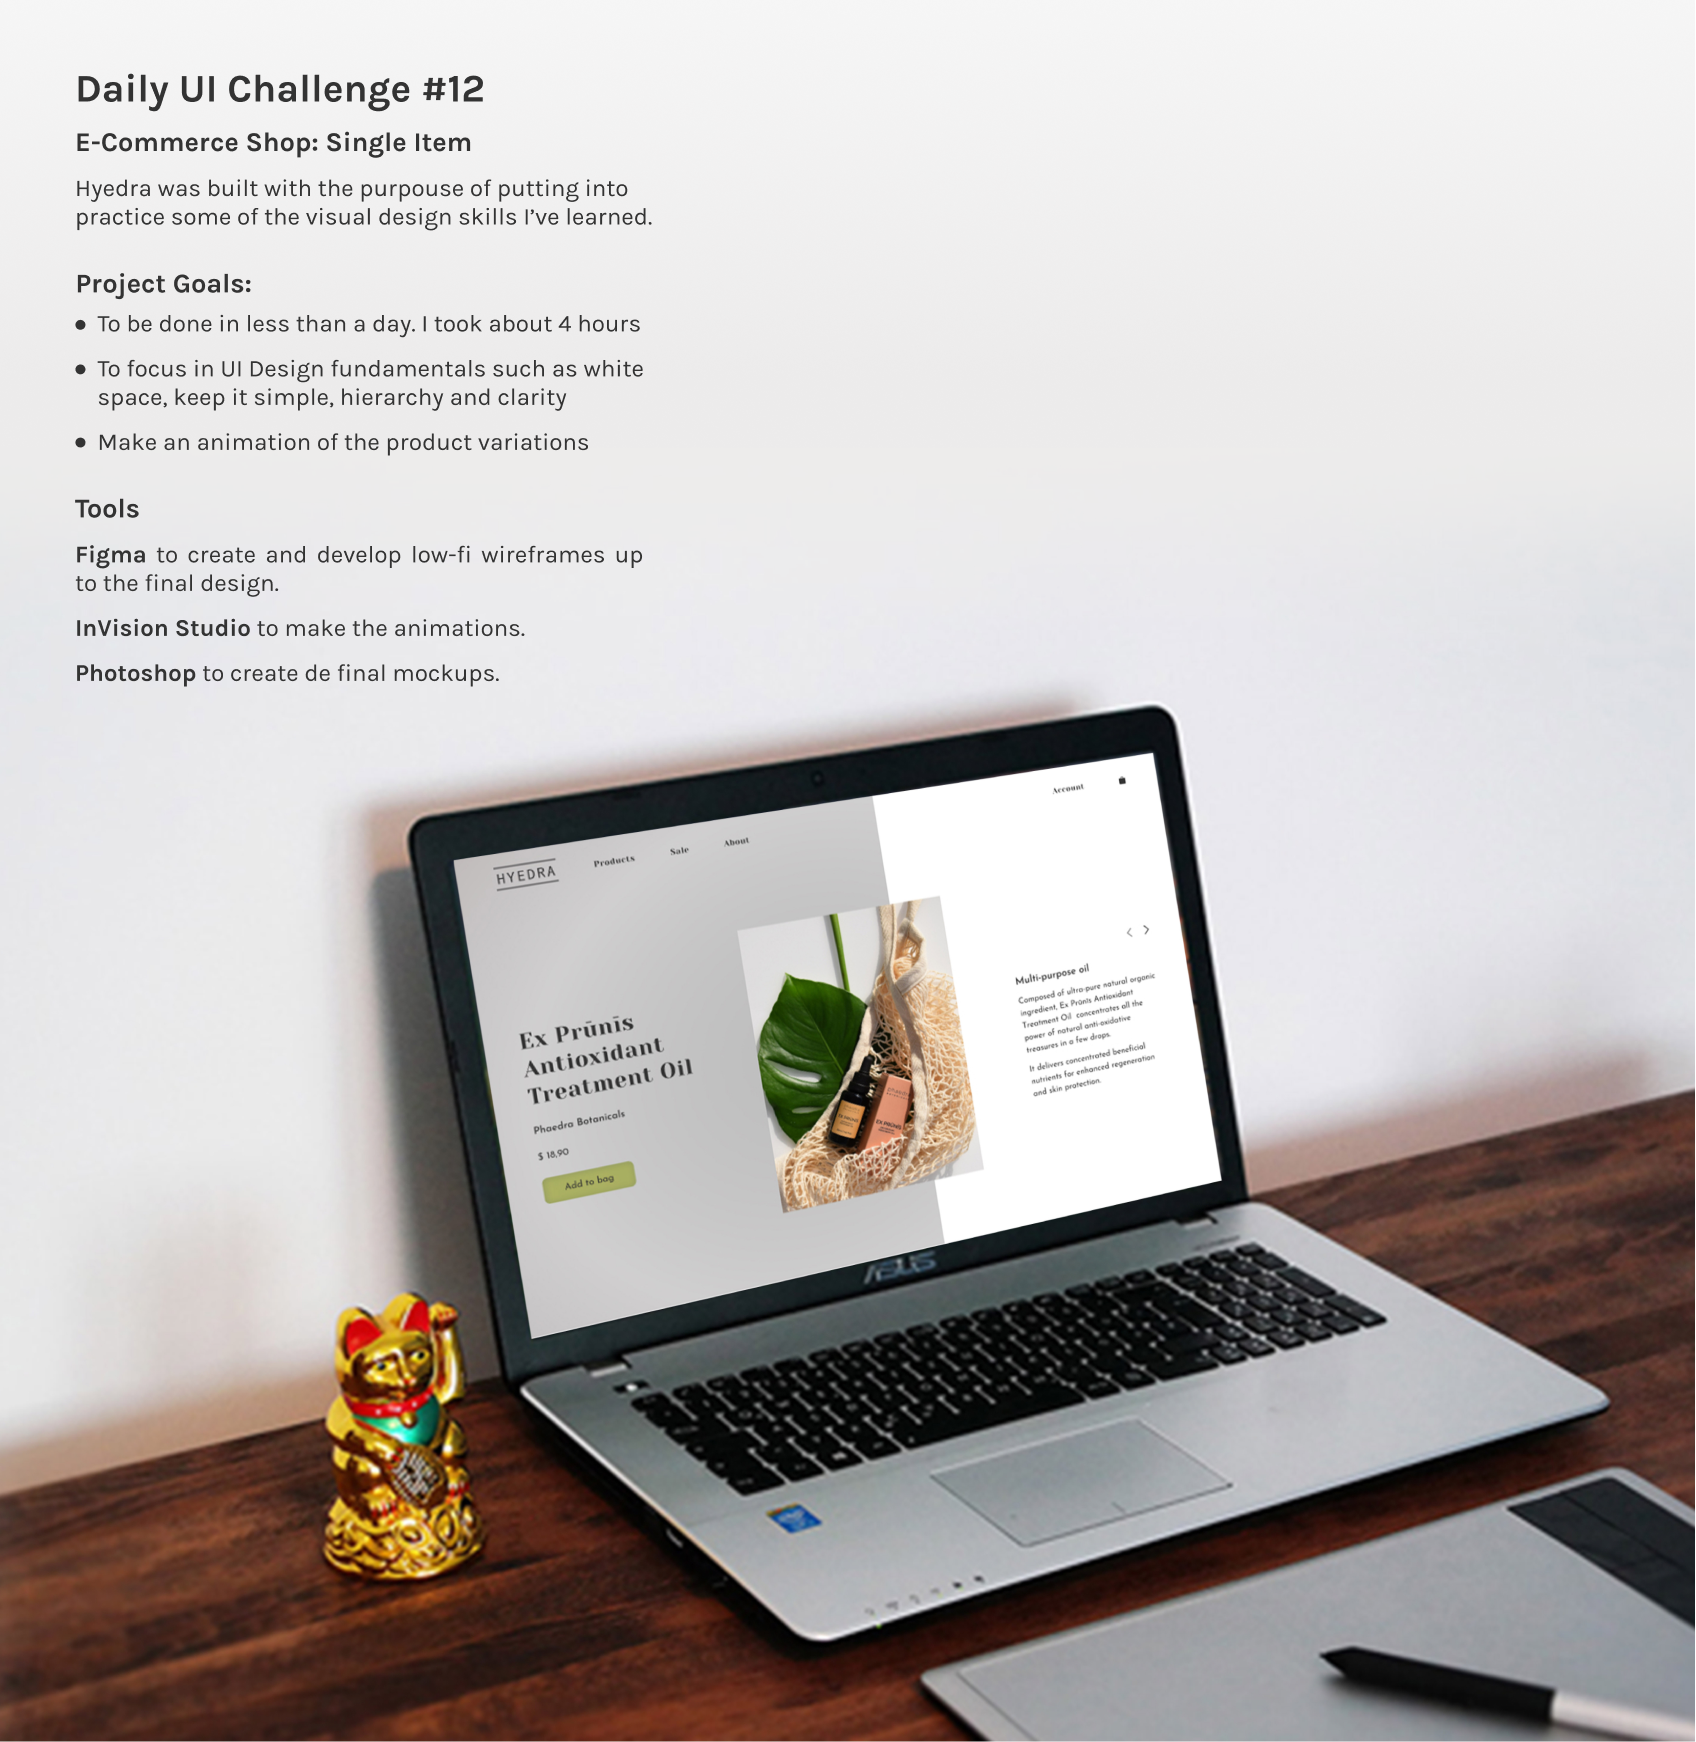 Daily UI Challenge #12
E-Commerce Shop: Single Item
Hyedra was built with the purpouse of putting into
practice some of the visual design skills I’ve learned.
Project Goals:
To be done in less than a day. I took about 4 hours
To focus in UI Design fundamentals such as white
space, keep it simple, hierarchy and clarity
Make an animation of the product variations
Tools
Figma to create and develop low-fi wireframes up
to the final design.
InVision Studio to make the animations.
Photoshop to create de final mockups.
HYEDRA
Products
Sale
About
Account
Ex Prūnīs
Antioxidant
Treatment Oil
Phaedra Botanicals
$ 18,90
Add to bag
EX PRŪNĪS
EX PRŪNĪS
Multi-purpose oil
Composed of ultra-pure natural organic
ingredient, Ex Prūnīs Antioxidant
Treatment Oil concentrates all the
power of natural anti-oxidative
treasures in a few drops.
It delivers concentrated beneficial
nutrients for enhanced regeneration
and skin protection.
ASUS